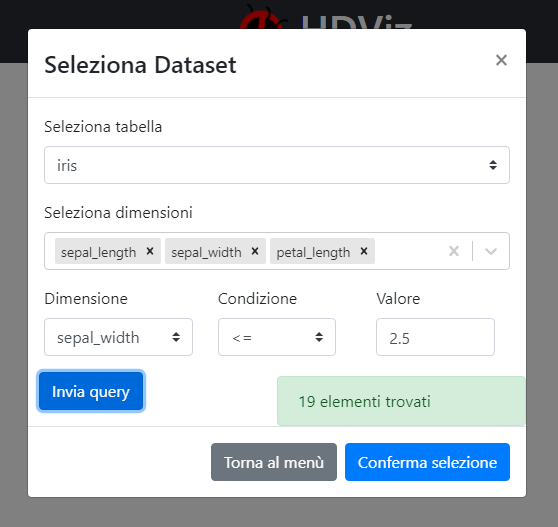 HDViz
Seleziona Dataset ×
Seleziona tabella
iris
Seleziona dimensioni
sepal_length × sepal_width × petal_length ×
Dimensione Condizione Valore
sepal_width <= 2.5
Invia query 19 elementi trovati
Torna al menù Conferma selezione